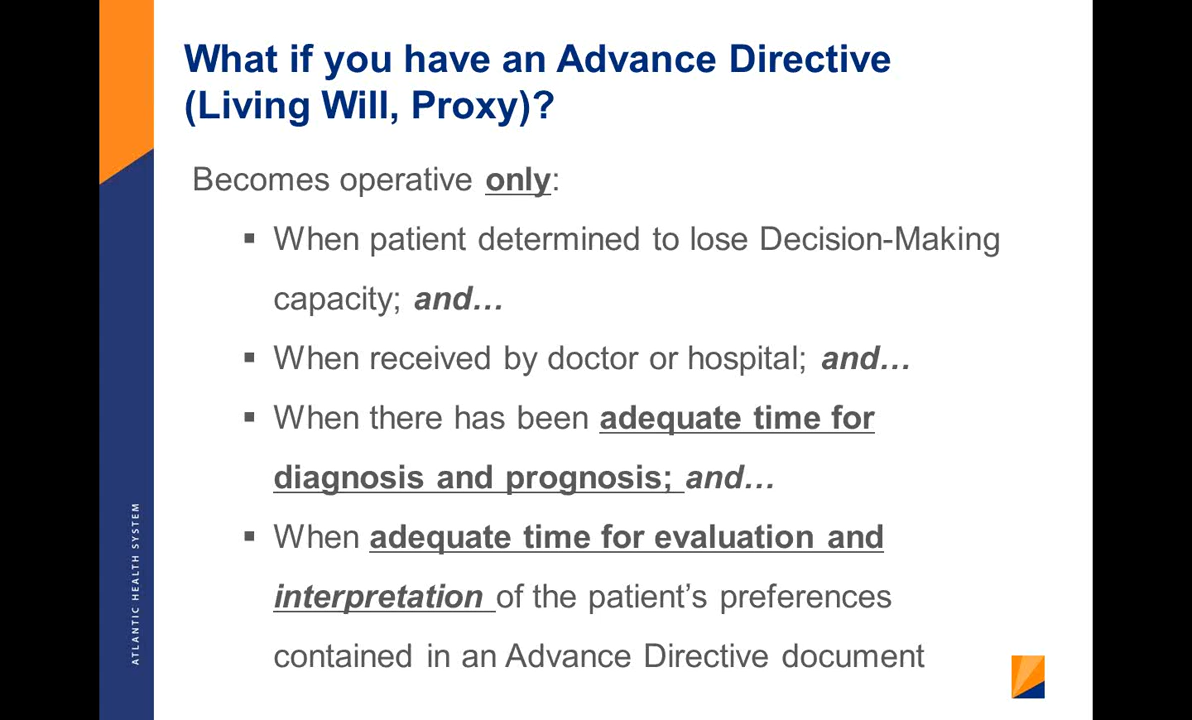 What if you have an Advance Directive
(Living Will, Proxy)?
Becomes operative only:
▪ When patient determined to lose Decision-Making
capacity; and…
▪ When received by doctor or hospital; and…
▪ When there has been adequate time for
diagnosis and prognosis; and…
▪ When adequate time for evaluation and
interpretation of the patient’s preferences
contained in an Advance Directive document
ATLANTIC HEALTH SYSTEM